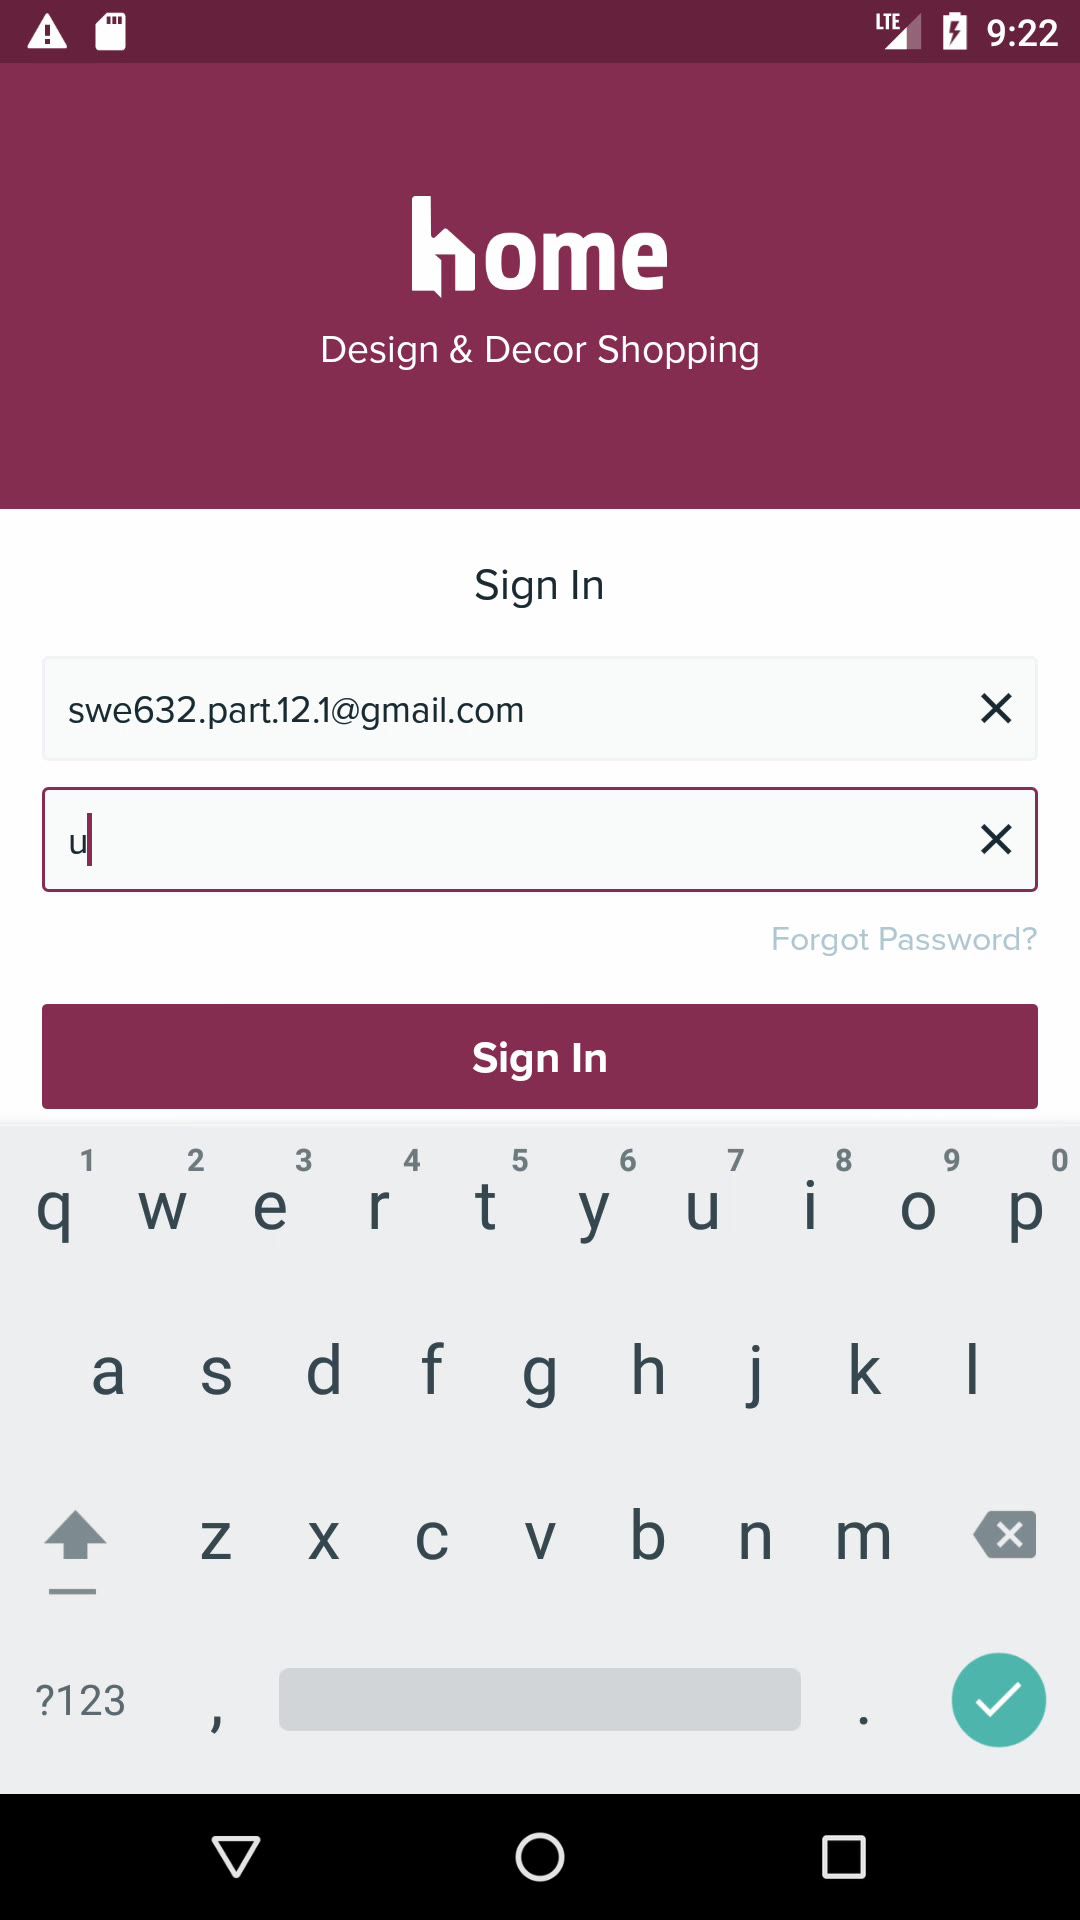 LTE 9:22
home
Design & Decor Shopping
Sign In
swe632.part.12.1@gmail.com
u
Forgot Password?
Sign In
1 2 3 4 5 6 7 8 9 0
q w e r t y u i o p
a s d f g h j k l
z x c v b n m
?123 , .